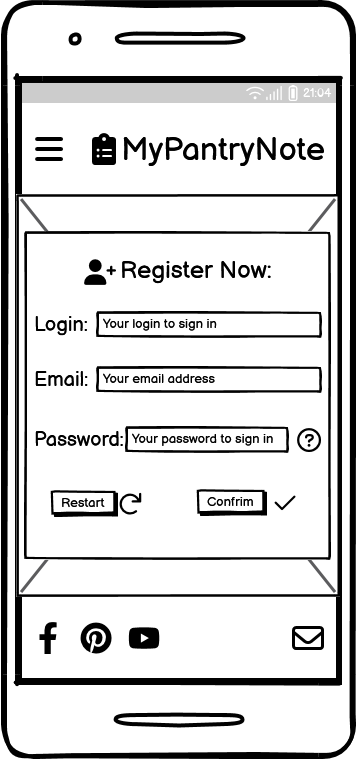 21:04
MyPantryNote
Register Now:
Login: Your login to sign in
Email: Your email address
Password: Your password to sign in ?
Restart Confrim